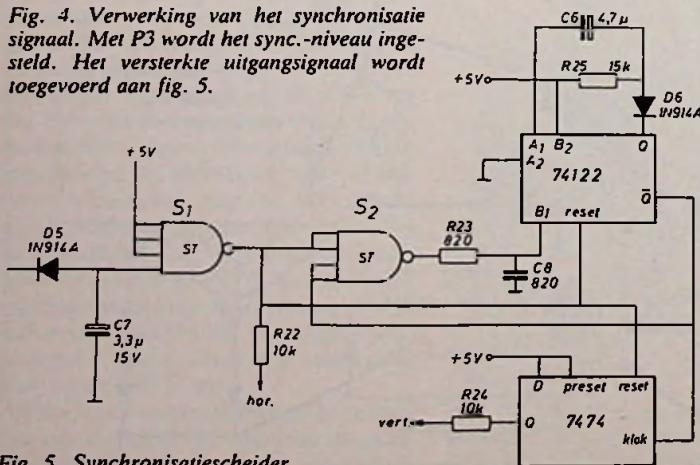 Fig. 4. Verwerking van het synchronisatie
signaal. Met P3 wordt het sync.-niveau inge-
steld. Het versterkte uitgangsignaal wordt
toegevoerd aan fig. 5.
C6 4,7μ
+5V
R25 15k
D6
1N914A
A1 B2 Q
A2
74122
Q̄
B1 reset
+5V
S1
ST
S2
ST
D5
1N914A
R23
820
C8
820
C7
3,3μ
15V
R22
10k
hor.
+5V
D preset reset
R24
10k
vert.
Q
7474
klok
Fig. 5. Synchronisatiescheider